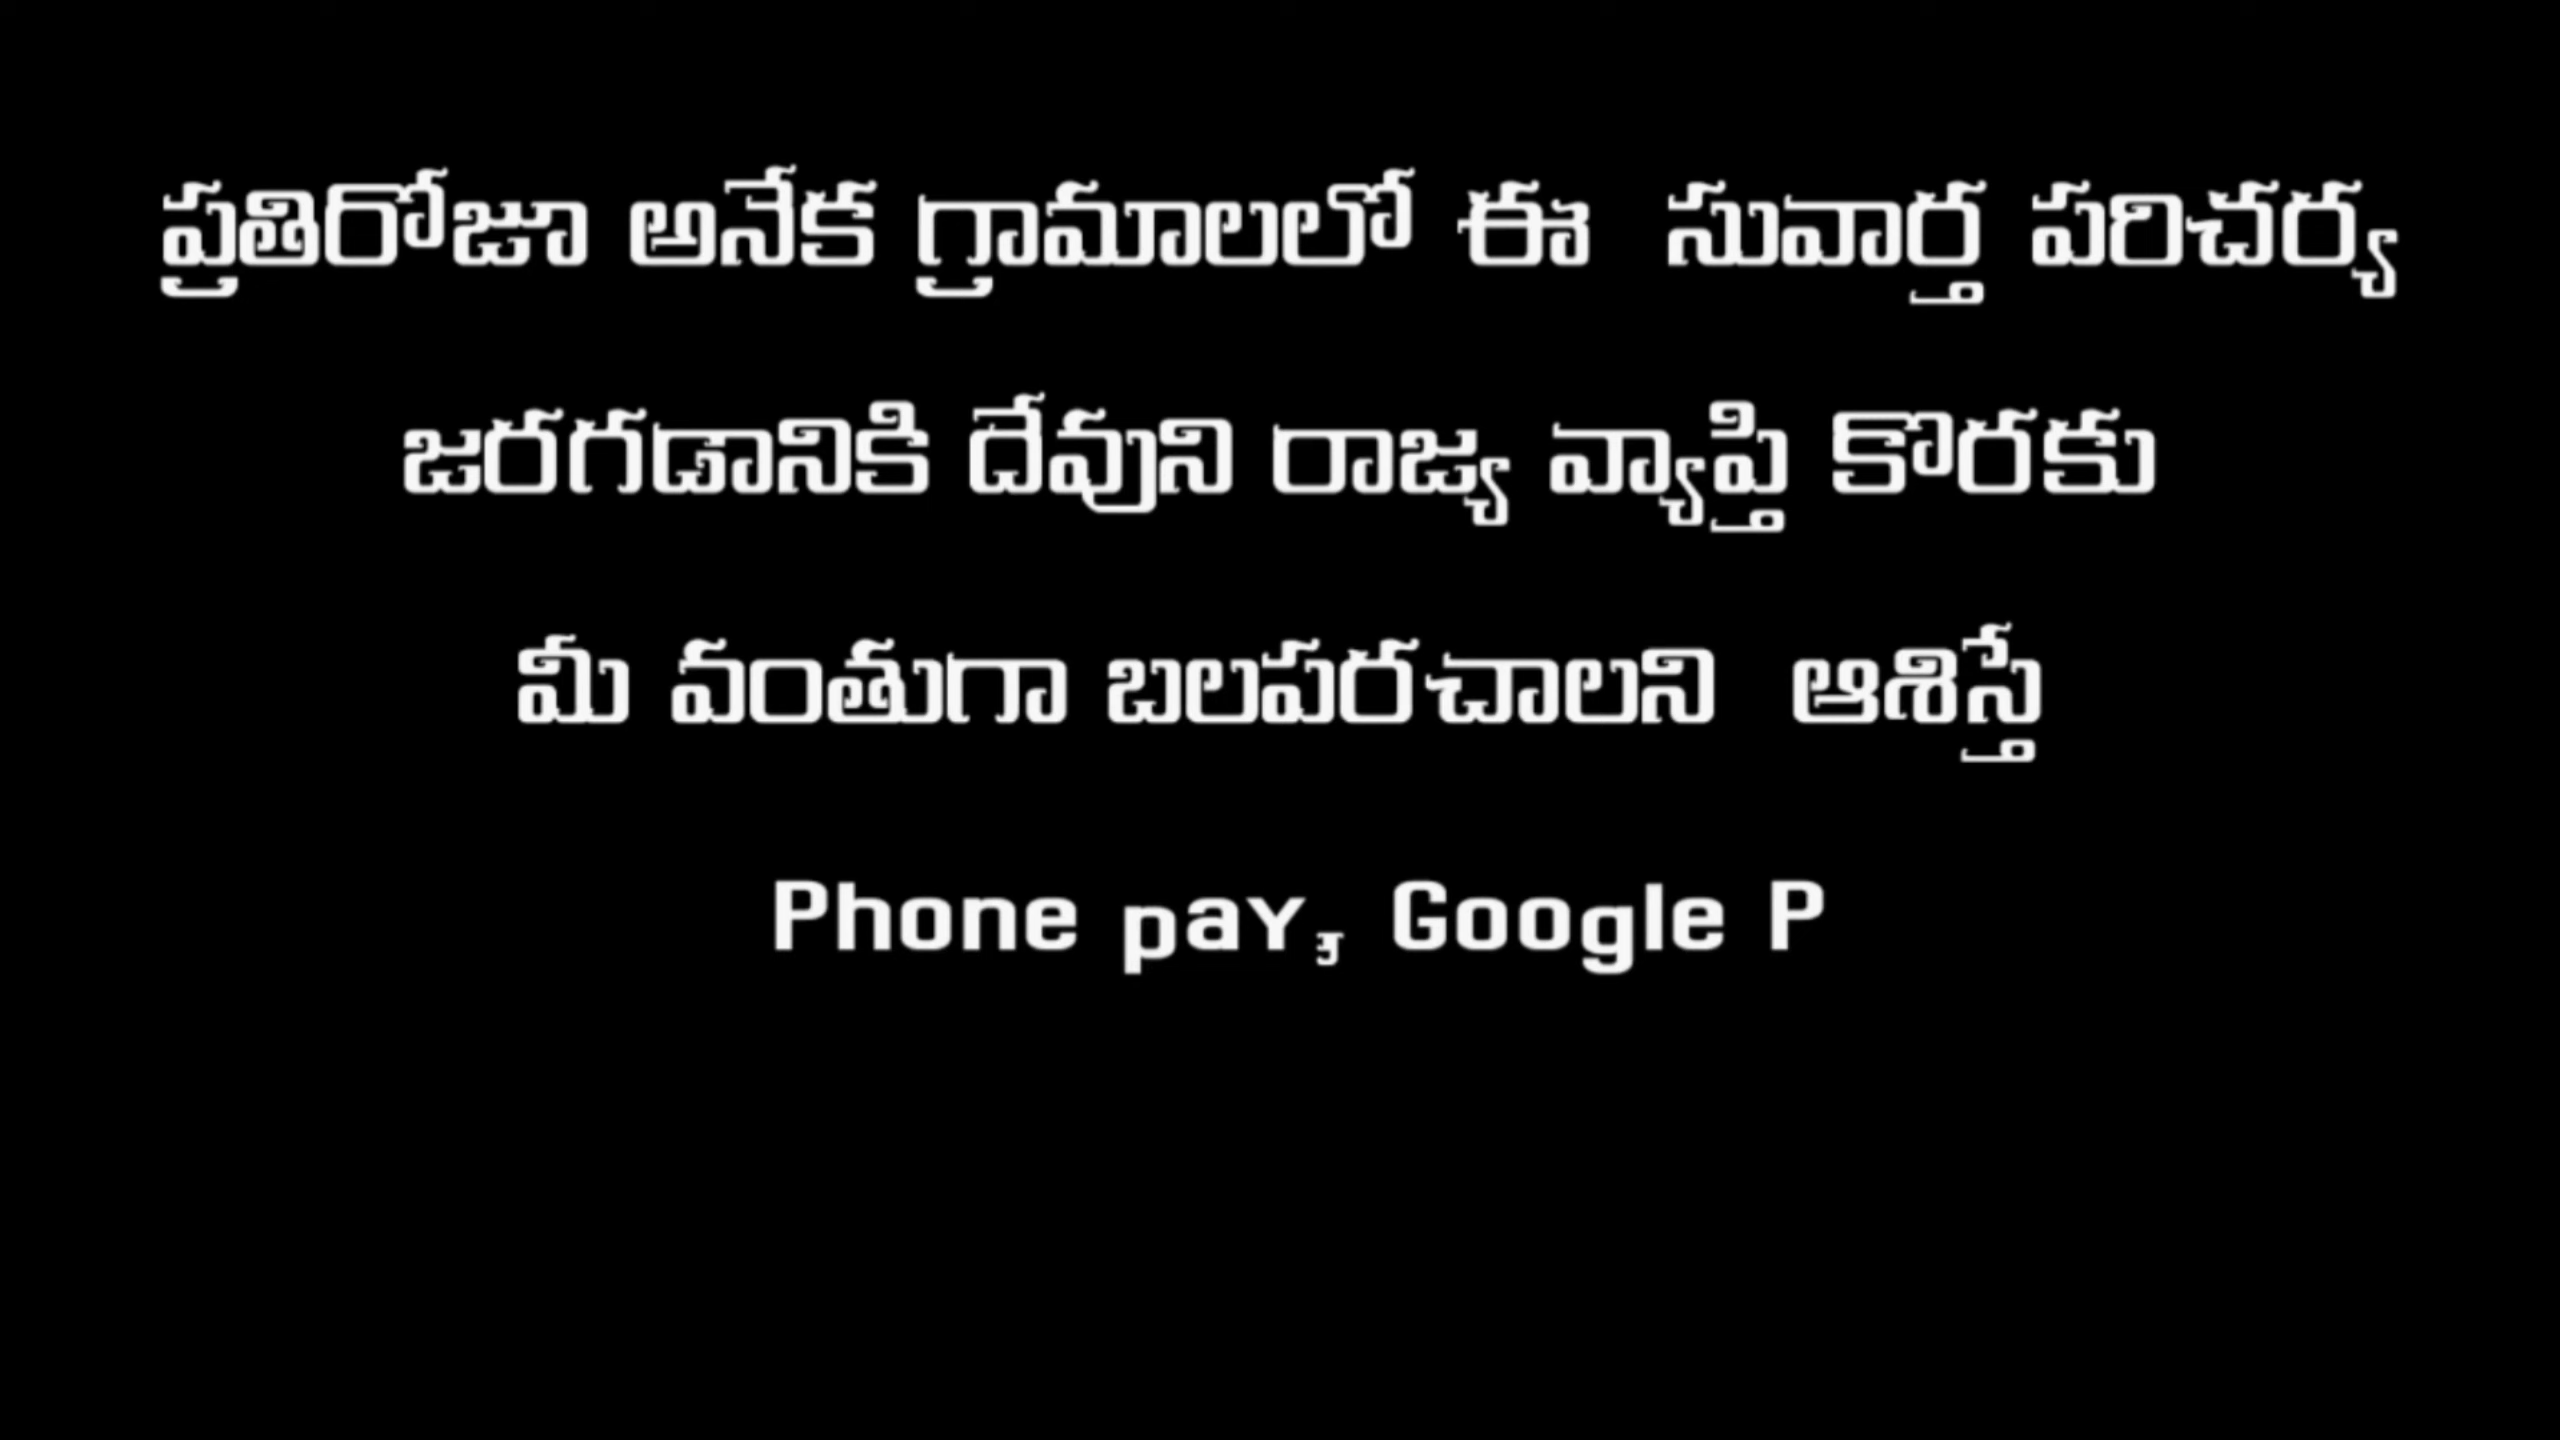 ప్రతిరోజూ అనేక గ్రామాలలో ఈ సువార్త పరిచర్య
జరగడానికి దేవుని రాజ్య వ్యాప్తి కొరకు
మీ వంతుగా బలపరచాలని ఆశిస్తే
Phone pay, Google P